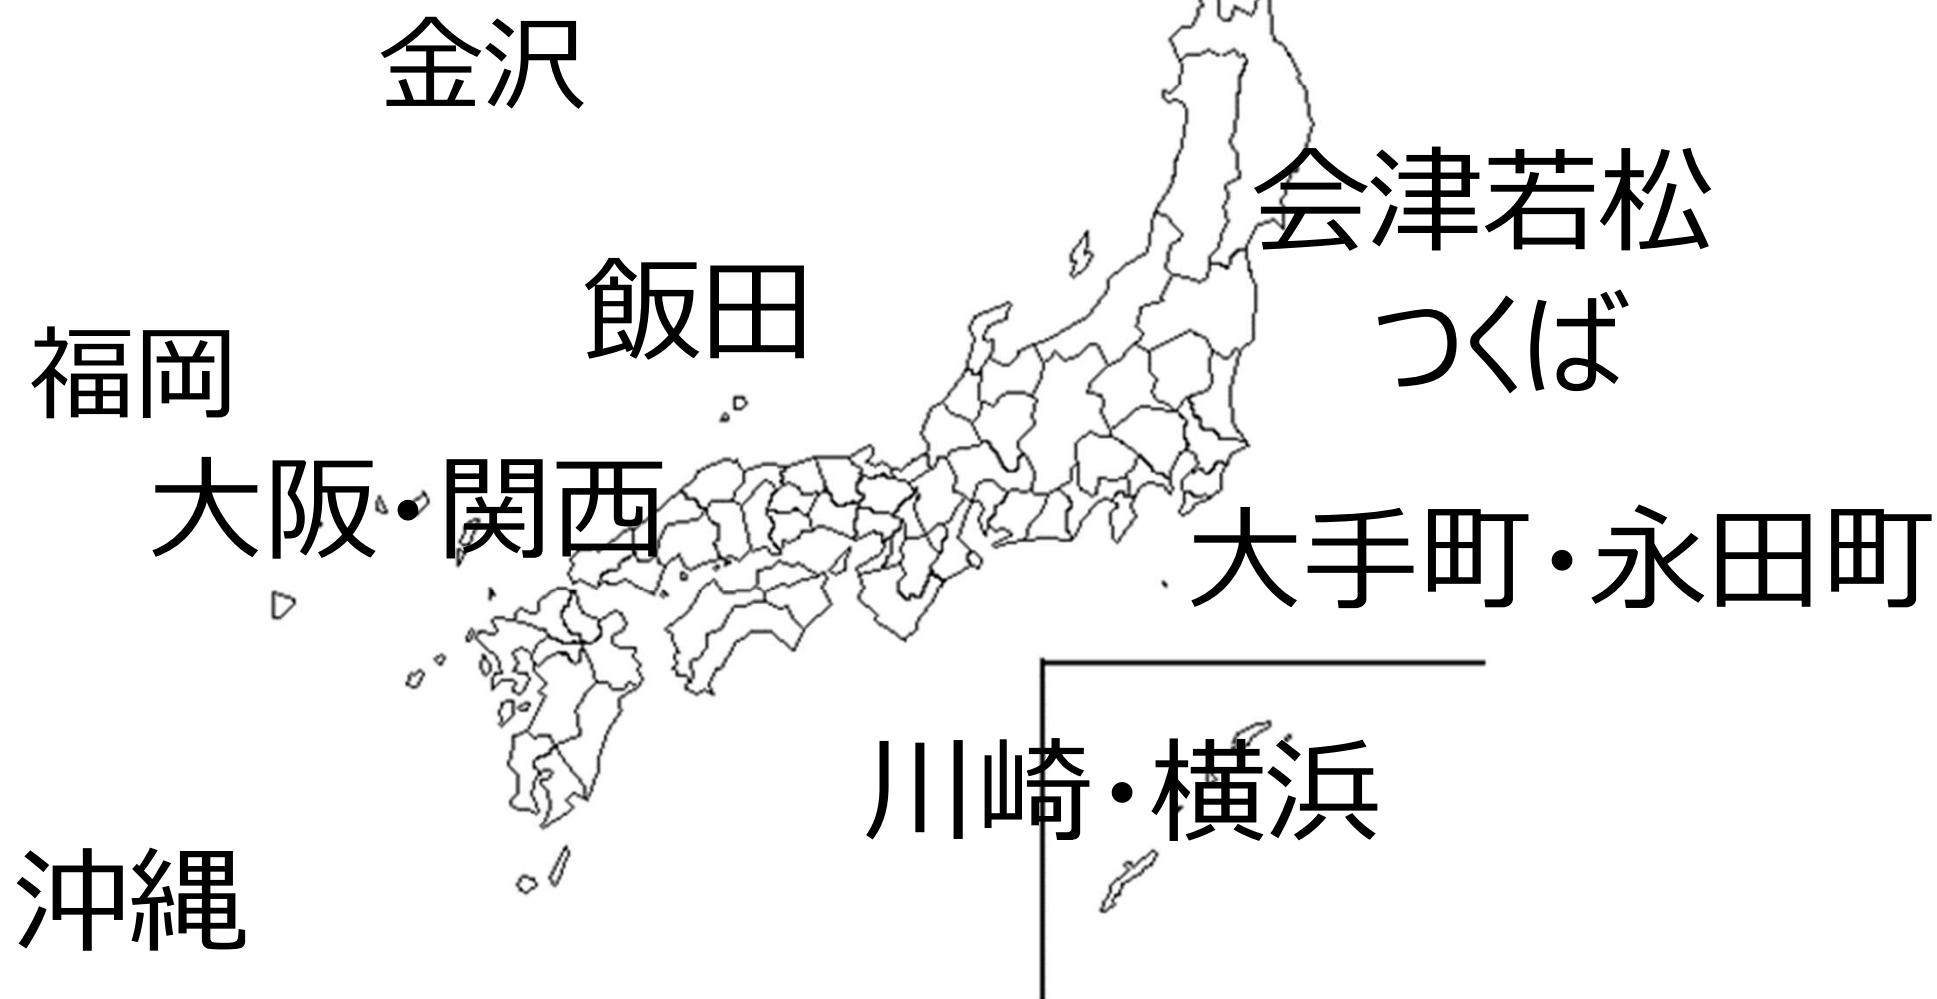 金沢
会津若松
飯田
つくば
福岡
大阪・関西
大手町・永田町
川崎・横浜
沖縄